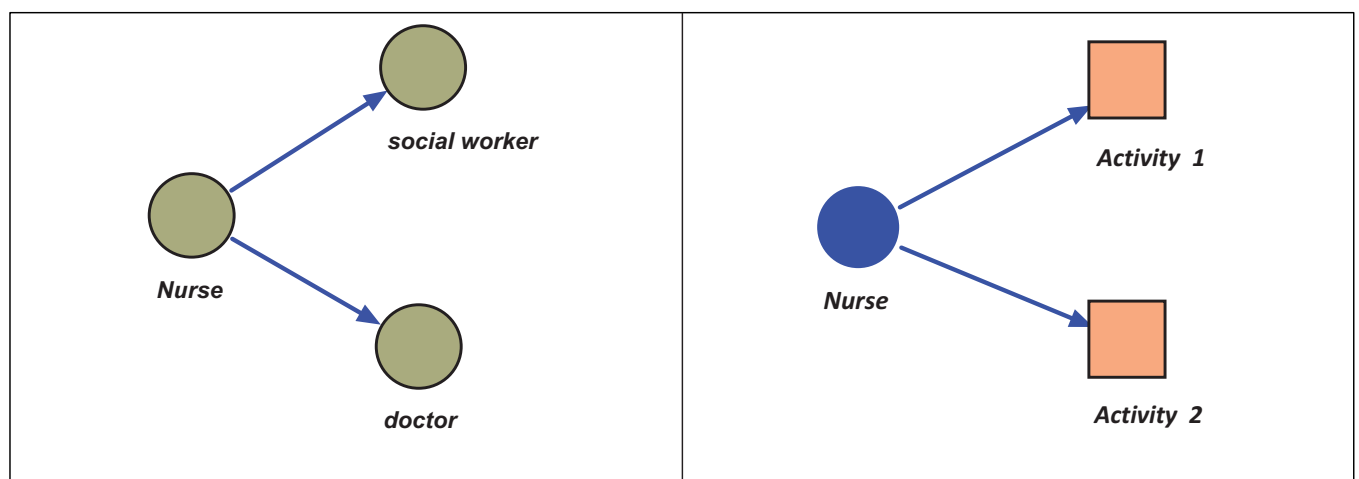 social worker
Nurse
doctor
Activity 1
Nurse
Activity 2